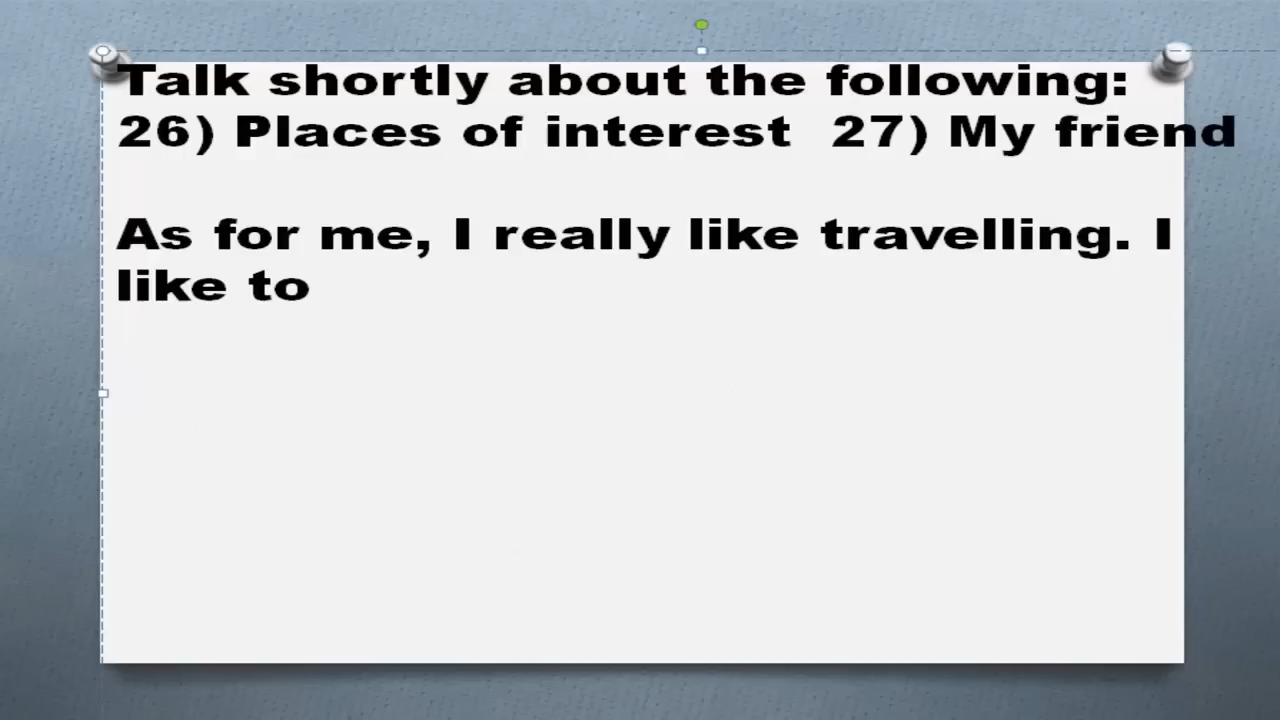 Talk shortly about the following:
26) Places of interest  27) My friend
As for me, I really like travelling. I
like to